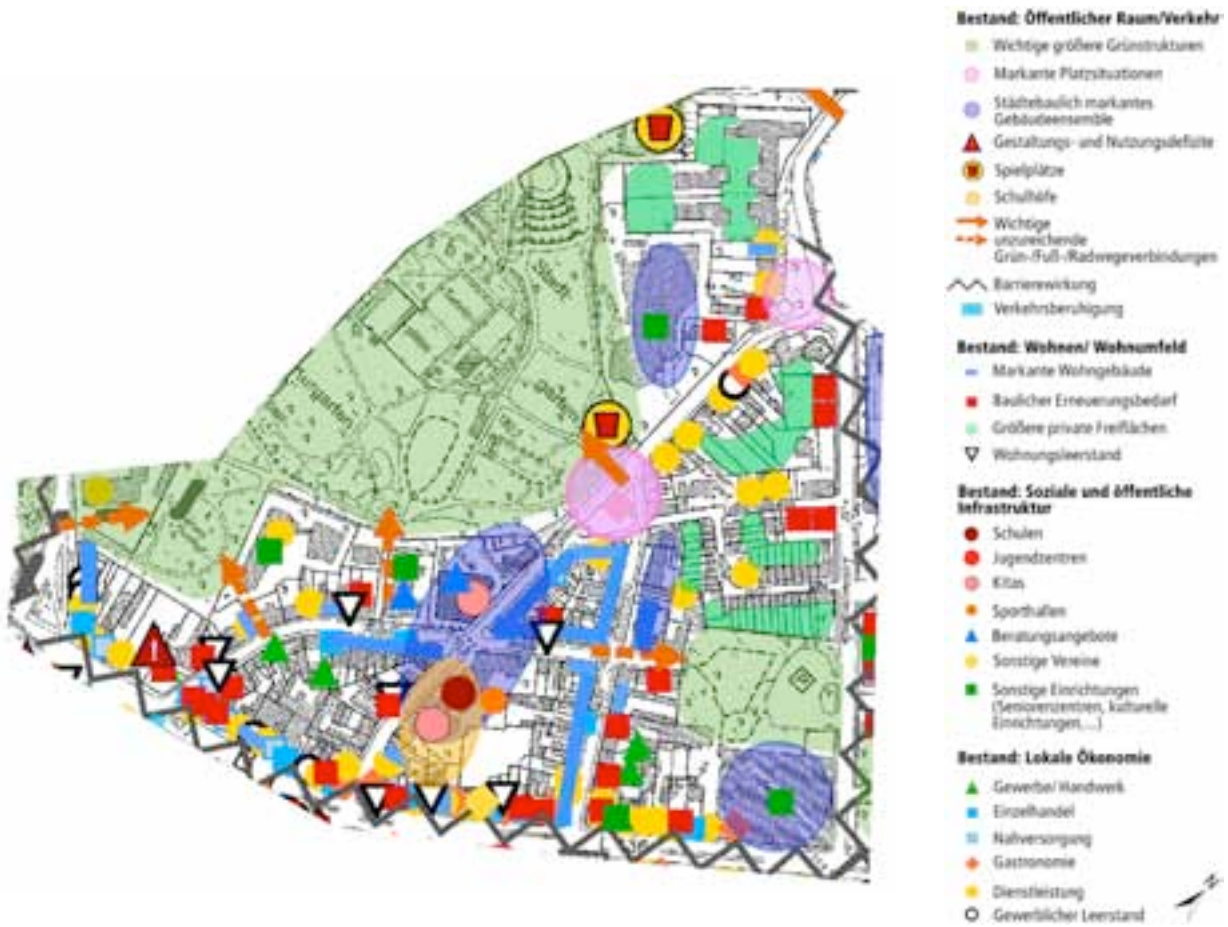 Stadt
garten
Bestand: Öffentlicher Raum/Verkehr
Wichtige größere Grünstrukturen
Markante Platzsituationen
Städtebaulich markantes
Gebäudeensemble
Gestaltungs- und Nutzungsdefizite
Spielplätze
Schulhöfe
Wichtige
unzureichende
Grün-/Fuß-/Radwegeverbindungen
Barrierewirkung
Verkehrsberuhigung
Bestand: Wohnen/ Wohnumfeld
Markante Wohngebäude
Baulicher Erneuerungsbedarf
Größere private Freiflächen
Wohnungsleerstand
Bestand: Soziale und öffentliche
Infrastruktur
Schulen
Jugendzentren
Kitas
Sporthallen
Beratungsangebote
Sonstige Vereine
Sonstige Einrichtungen
(Seniorenzentren, kulturelle
Einrichtungen,...)
Bestand: Lokale Ökonomie
Gewerbe/ Handwerk
Einzelhandel
Nahversorgung
Gastronomie
Dienstleistung
Gewerblicher Leerstand
N